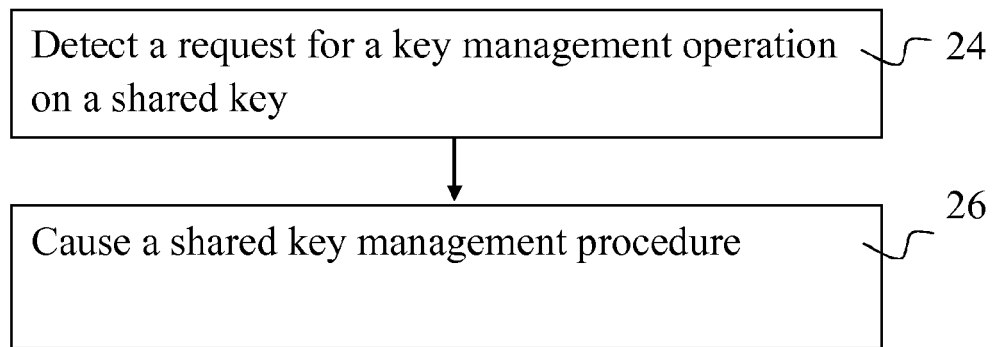 Detect a request for a key management operation
on a shared key
24
Cause a shared key management procedure
26